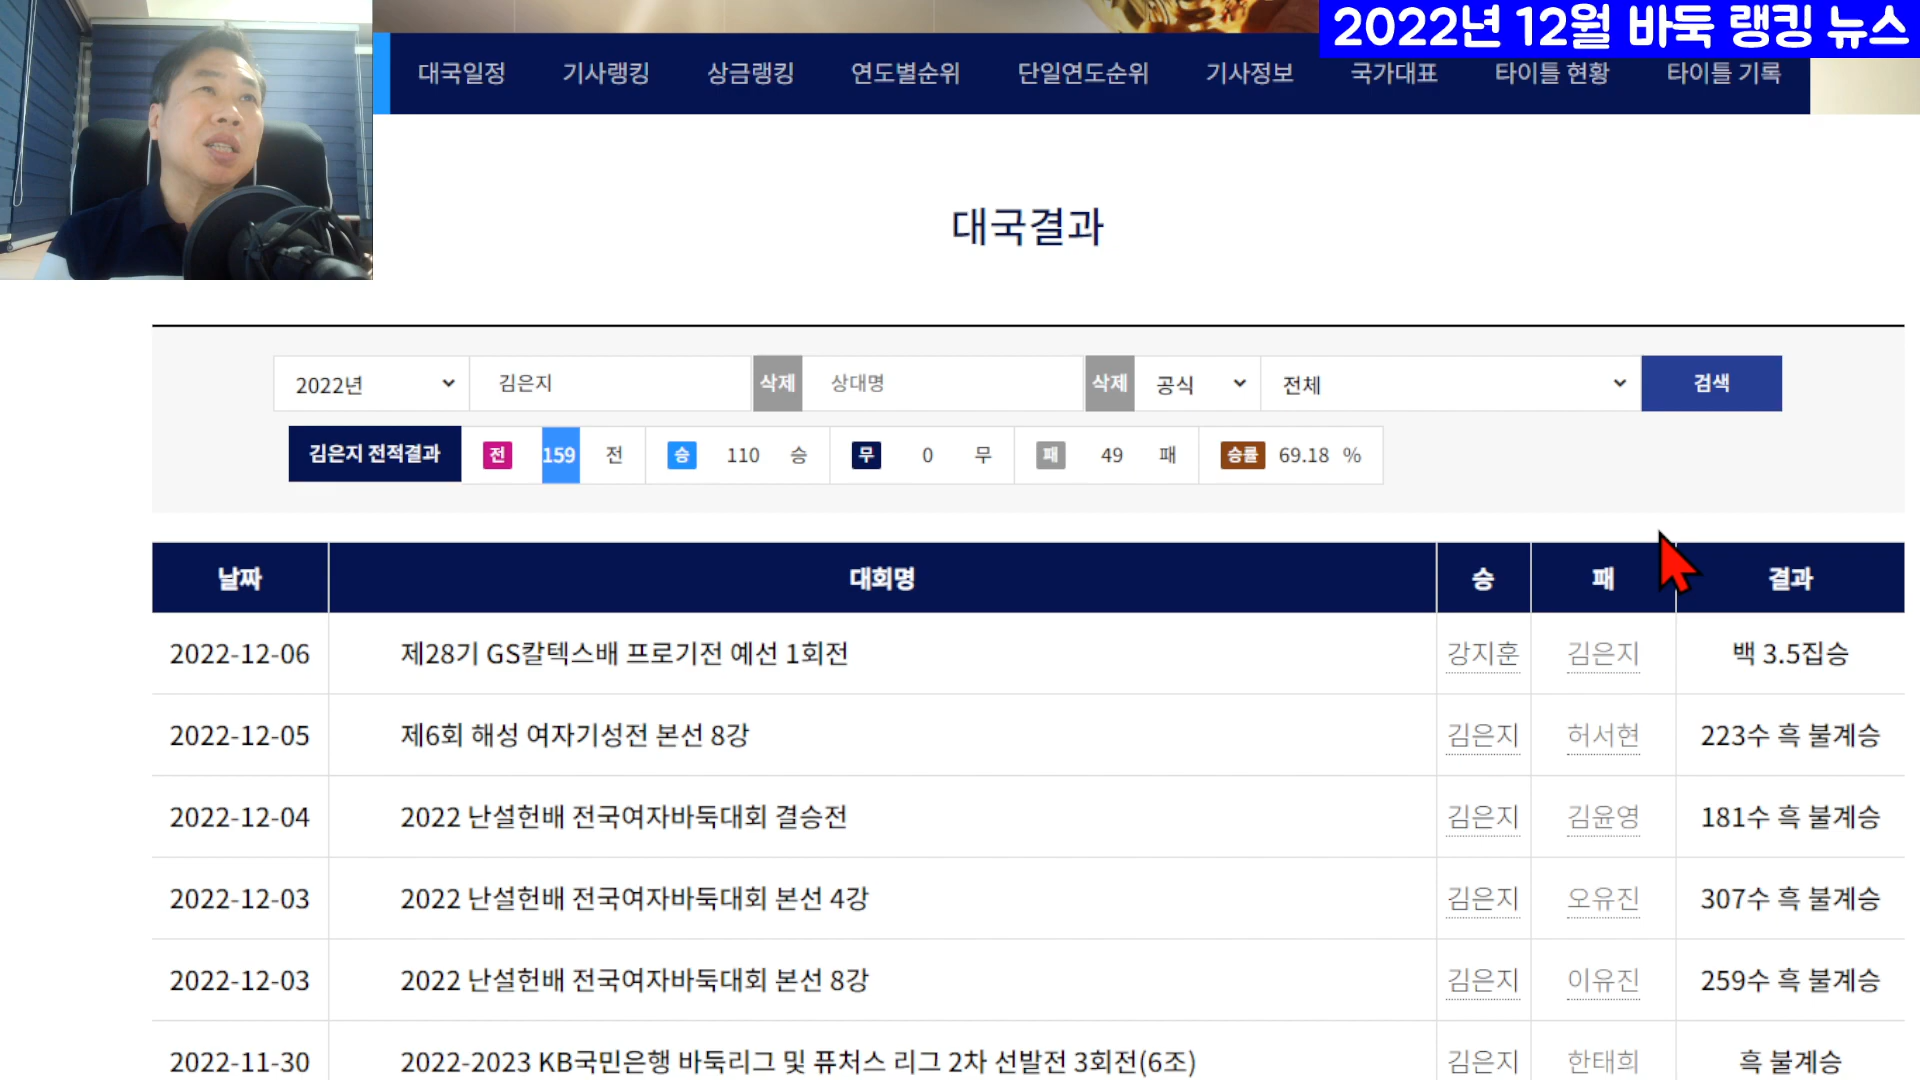 2022년 12월 바둑 랭킹 뉴스
대국일정 기사랭킹 상금랭킹 연도별순위 단일연도순위 기사정보 국가대표 타이틀 현황 타이틀 기록
대국결과
2022년 김은지 삭제 상대명 삭제 공식 전체 검색
김은지 전적결과 전 159 전 승 110 승 무 0 무 패 49 패 승률 69.18 %
날짜 대회명 승 패 결과
2022-12-06 제28기 GS칼텍스배 프로기전 예선 1회전 강지훈 김은지 백 3.5집승
2022-12-05 제6회 해성 여자기성전 본선 8강 김은지 허서현 223수 흑 불계승
2022-12-04 2022 난설헌배 전국여자바둑대회 결승전 김은지 김윤영 181수 흑 불계승
2022-12-03 2022 난설헌배 전국여자바둑대회 본선 4강 김은지 오유진 307수 흑 불계승
2022-12-03 2022 난설헌배 전국여자바둑대회 본선 8강 김은지 이유진 259수 흑 불계승
2022-11-30 2022-2023 KB국민은행 바둑리그 및 퓨처스 리그 2차 선발전 3회전(6조) 김은지 한태희 흑 불계승